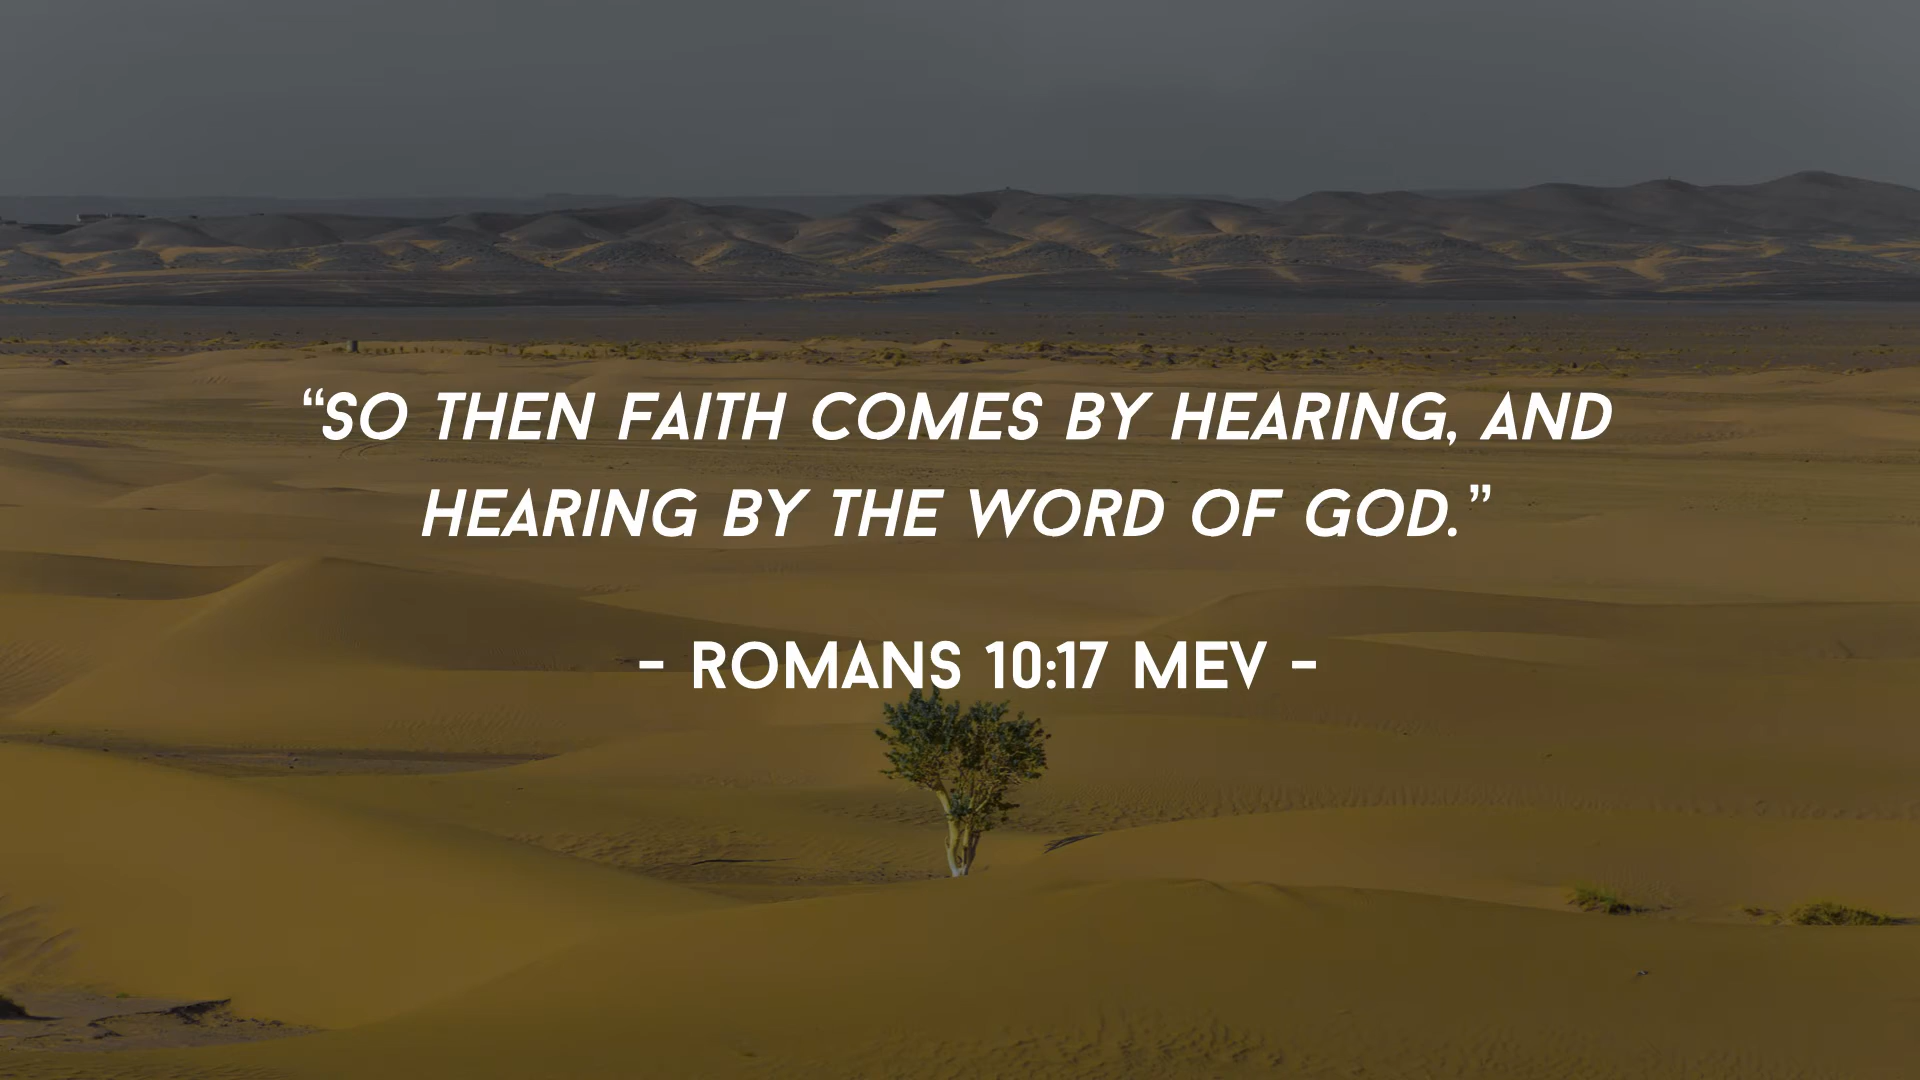 “SO THEN FAITH COMES BY HEARING, AND
HEARING BY THE WORD OF GOD.”
- ROMANS 10:17 MEV -